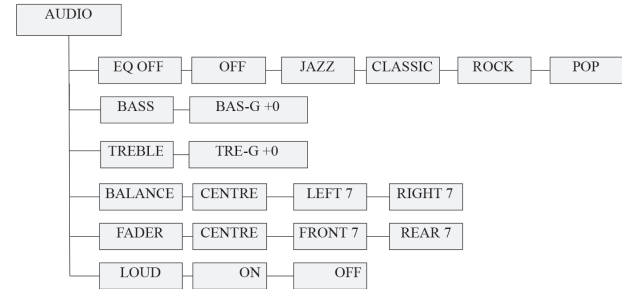 AUDIO
EQ OFF OFF JAZZ CLASSIC ROCK POP
BASS BAS-G +0
TREBLE TRE-G +0
BALANCE CENTRE LEFT 7 RIGHT 7
FADER CENTRE FRONT 7 REAR 7
LOUD ON OFF